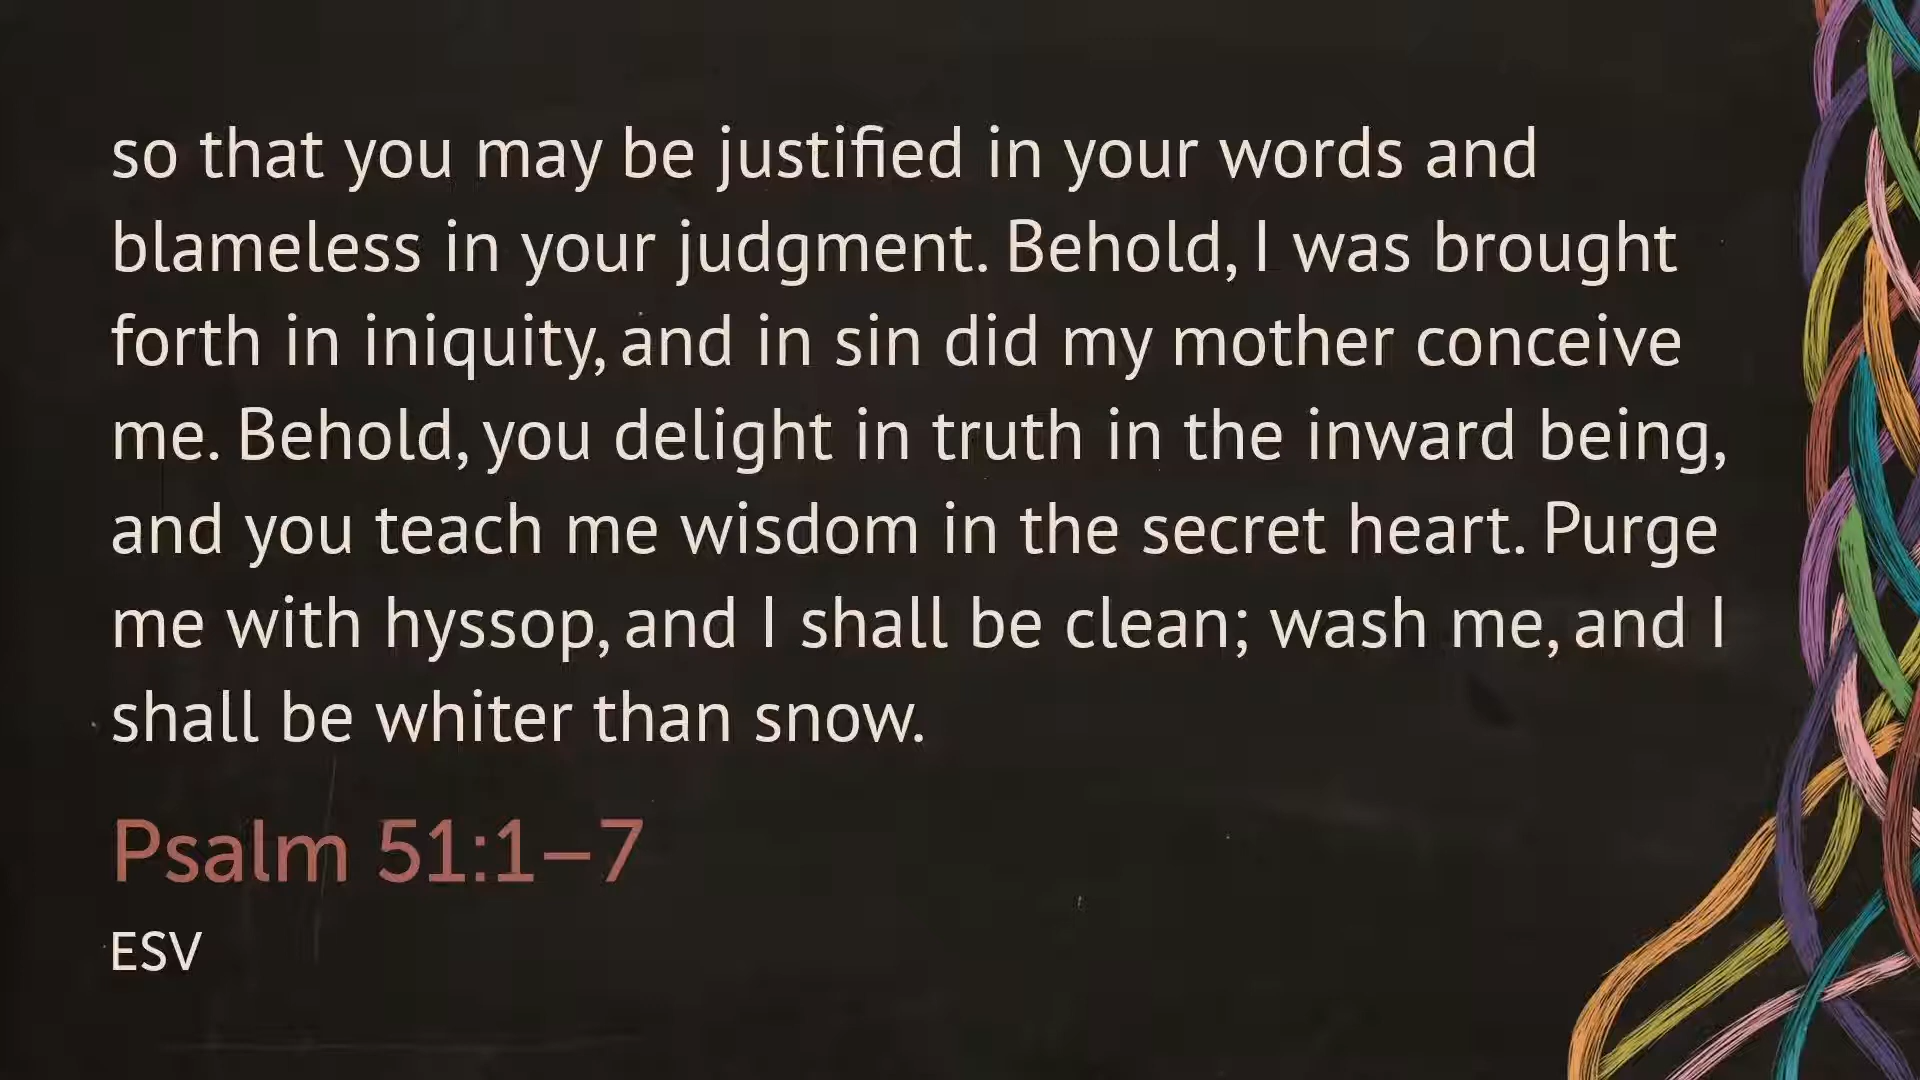 so that you may be justified in your words and
blameless in your judgment. Behold, I was brought
forth in iniquity, and in sin did my mother conceive
me. Behold, you delight in truth in the inward being,
and you teach me wisdom in the secret heart. Purge
me with hyssop, and I shall be clean; wash me, and I
shall be whiter than snow.
Psalm 51:1–7
ESV